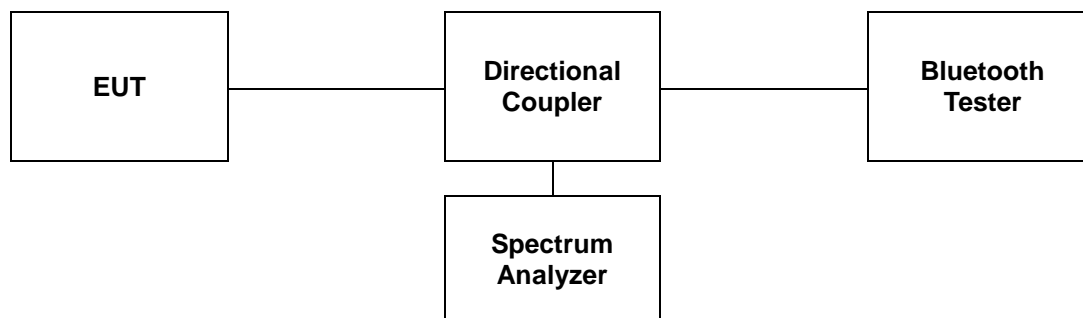 EUT
Directional
Coupler
Bluetooth
Tester
Spectrum
Analyzer